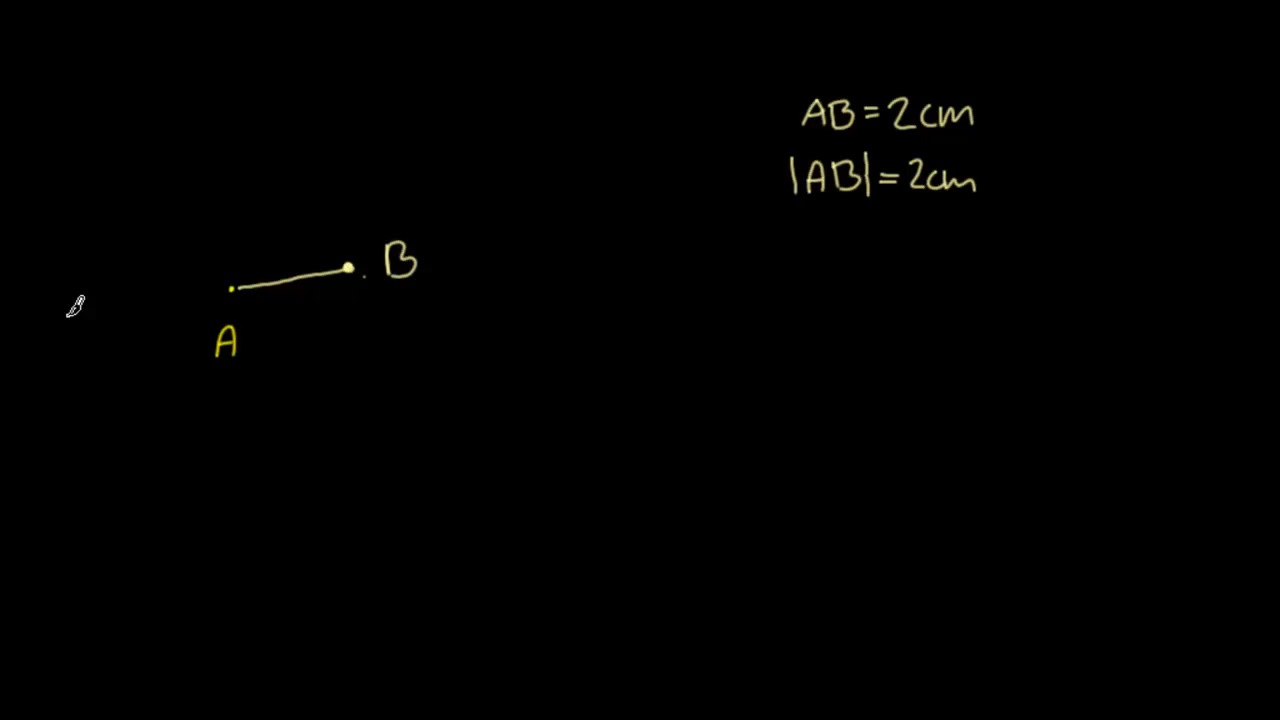 AB = 2cm
|AB| = 2cm
B
A